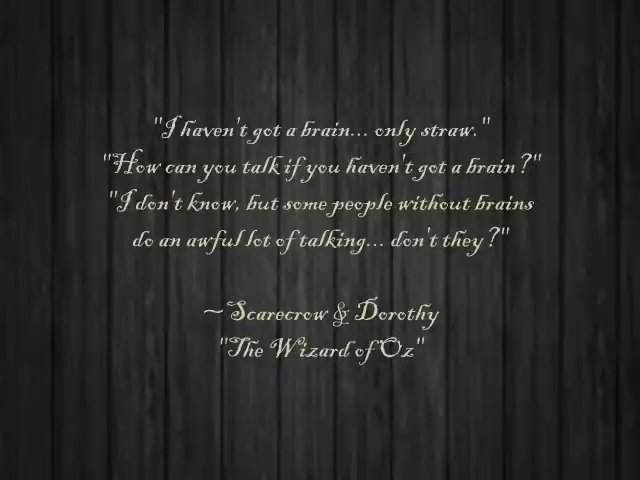 "I haven't got a brain... only straw."
"How can you talk if you haven't got a brain?"
"I don't know, but some people without brains
do an awful lot of talking... don't they?"
~ Scarecrow & Dorothy
"The Wizard of Oz"